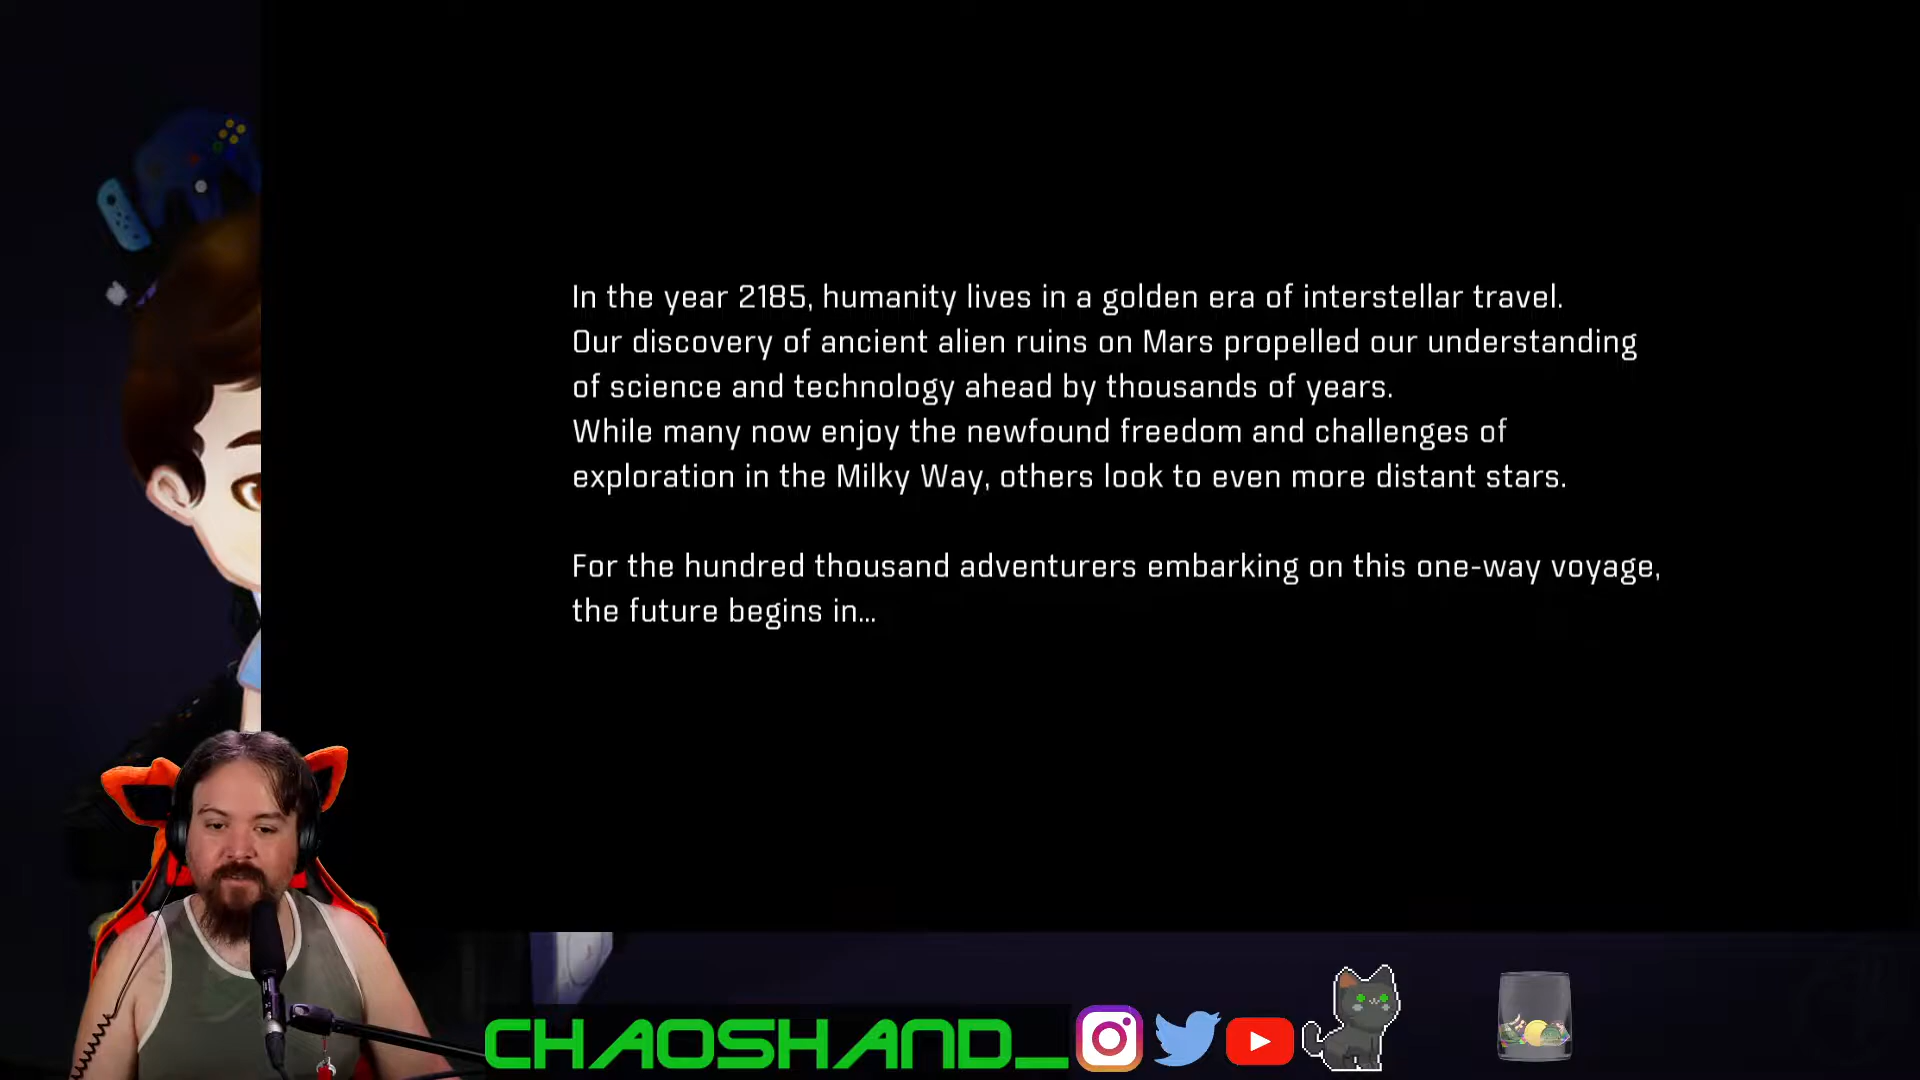 In the year 2185, humanity lives in a golden era of interstellar travel.
Our discovery of ancient alien ruins on Mars propelled our understanding
of science and technology ahead by thousands of years.
While many now enjoy the newfound freedom and challenges of
exploration in the Milky Way, others look to even more distant stars.
For the hundred thousand adventurers embarking on this one-way voyage,
the future begins in...
CHAOSHAND_